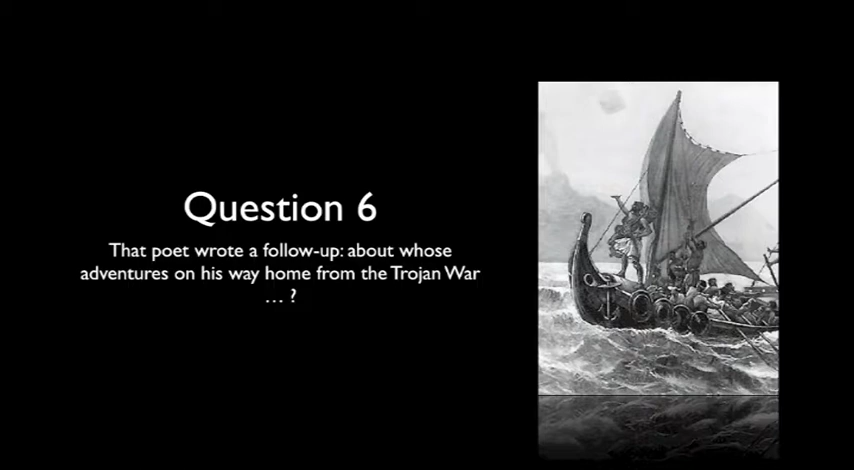 Question 6
That poet wrote a follow-up: about whose
adventures on his way home from the Trojan War
... ?